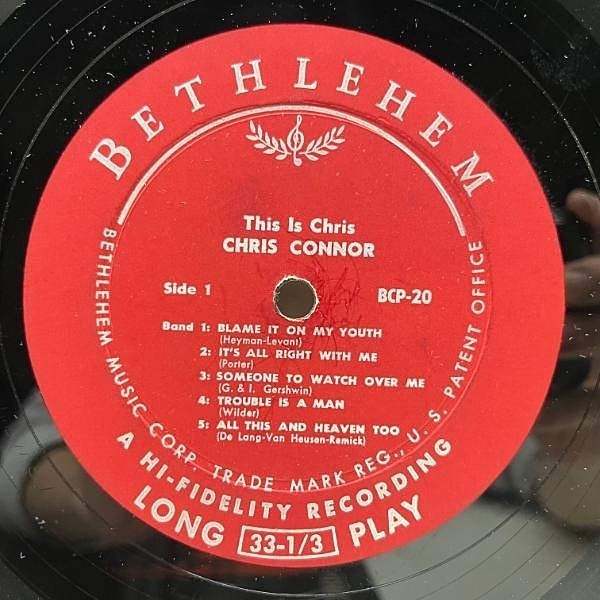 BETHLEHEM
This Is Chris
CHRIS CONNOR
Side 1
BCP-20
Band 1: BLAME IT ON MY YOUTH
(Heyman-Levant)
2: IT'S ALL RIGHT WITH ME
(Porter)
3: SOMEONE TO WATCH OVER ME
(G. & I. Gershwin)
4: TROUBLE IS A MAN
(Wilder)
5: ALL THIS AND HEAVEN TOO
(De Lang-Van Heusen-Remick)
BETHLEHEM MUSIC CORP. TRADE MARK REG., U. S. PATENT OFFICE
A HI-FIDELITY RECORDING
LONG 33-1/3 PLAY